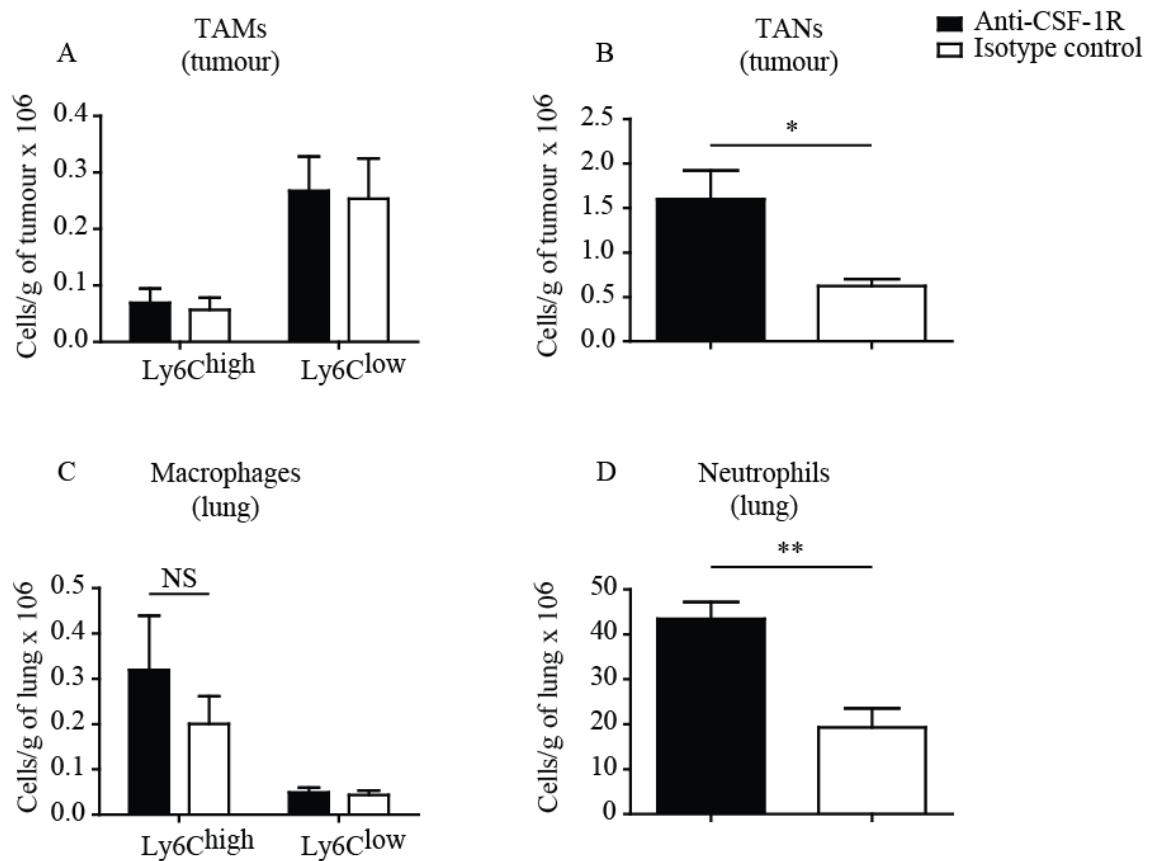 Anti-CSF-1R
Isotype control
A
TAMs
(tumour)
Cells/g of tumour x 106
0.4
0.3
0.2
0.1
0.0
Ly6Chigh
Ly6Clow
B
TANs
(tumour)
Cells/g of tumour x 106
2.5
2.0
1.5
1.0
0.5
0.0
*
C
Macrophages
(lung)
Cells/g of lung x 106
0.5
0.4
0.3
0.2
0.1
0.0
NS
Ly6Chigh
Ly6Clow
D
Neutrophils
(lung)
Cells/g of lung x 106
50
40
30
20
10
0
**